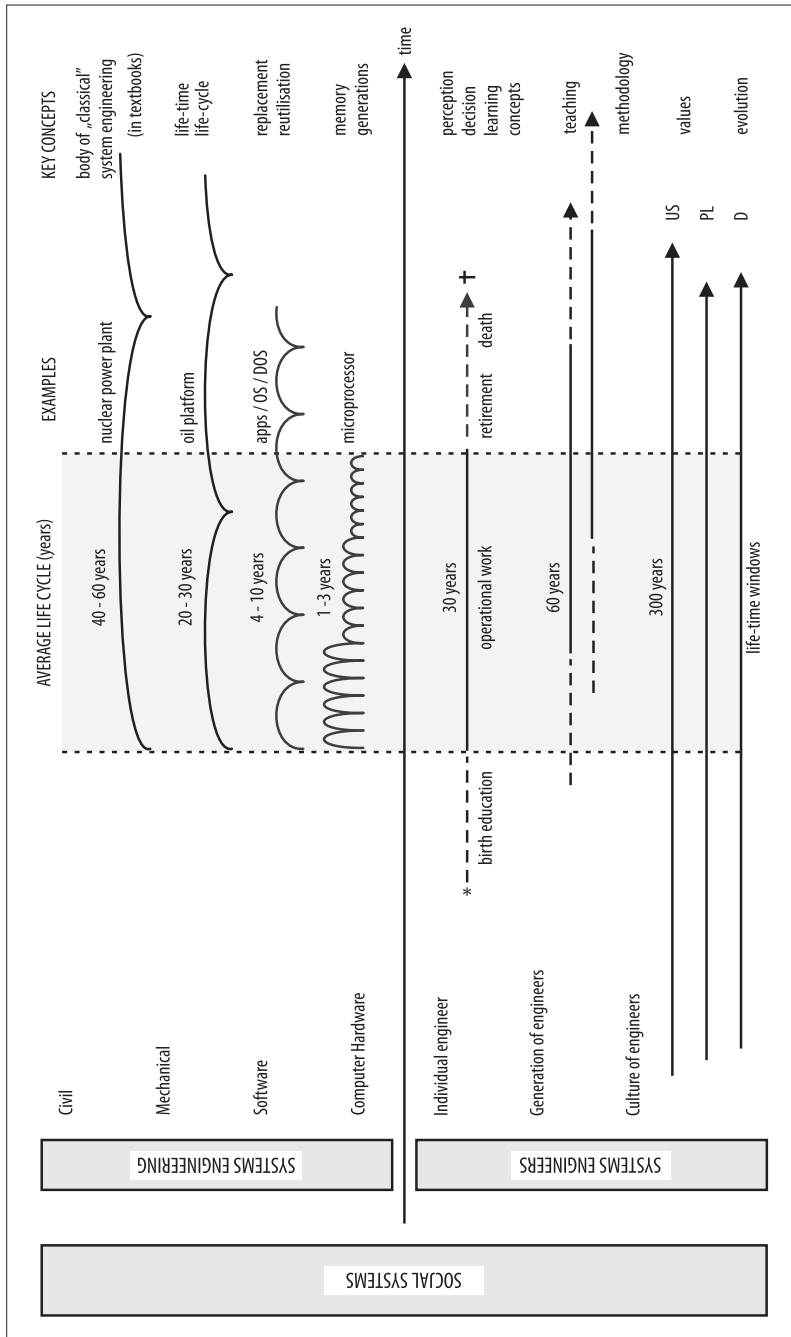 AVERAGE LIFE CYCLE (years)
EXAMPLES
KEY CONCEPTS
SOCIAL SYSTEMS
SYSTEMS ENGINEERING
Civil
40 - 60 years
nuclear power plant
body of „classical”
system engineering
(in textbooks)
Mechanical
20 - 30 years
oil platform
life-time
life-cycle
Software
4 - 10 years
apps / OS / DOS
replacement
reutilisation
Computer Hardware
1 -3 years
microprocessor
memory
generations
time
SYSTEMS ENGINEERS
Individual engineer
*
birth education
30 years
operational work
retirement
death
†
perception
decision
learning
concepts
Generation of engineers
60 years
teaching
methodology
Culture of engineers
300 years
US
values
PL
D
evolution
life-time windows